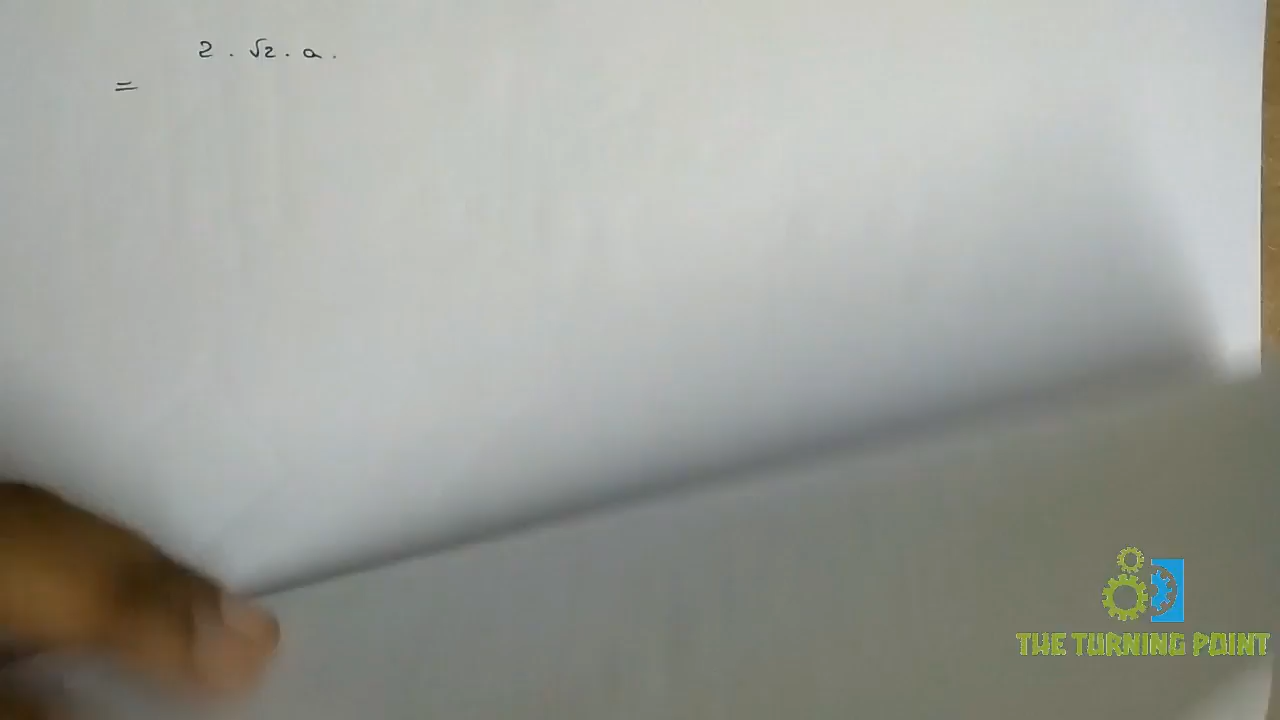 2 . √2 . a .
=
THE TURNING POINT